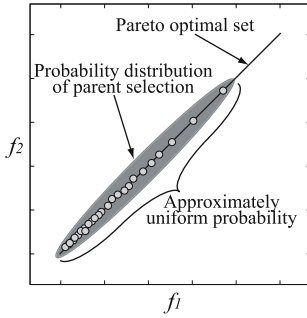 Pareto optimal set
Probability distribution
of parent selection
f2
Approximately
uniform probability
f1